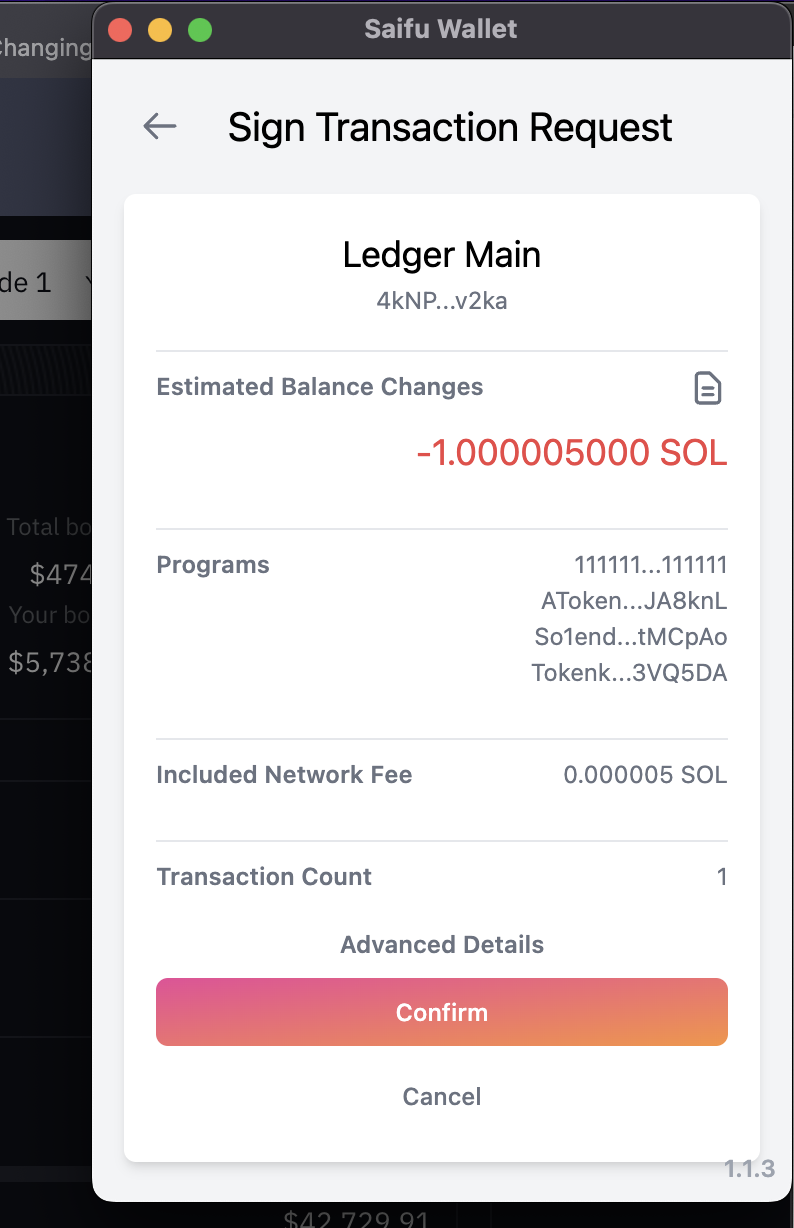 Saifu Wallet
Changing
Sign Transaction Request
Ledger Main
de 1
4kNP...v2ka
Estimated Balance Changes
-1.000005000 SOL
Total bo
Programs
111111...111111
$474
AToken...JA8knL
Your bo
So1end...tMCpAo
$5,738
Tokenk...3VQ5DA
Included Network Fee
0.000005 SOL
Transaction Count
1
Advanced Details
Confirm
Cancel
1.1.3
$42,729.91